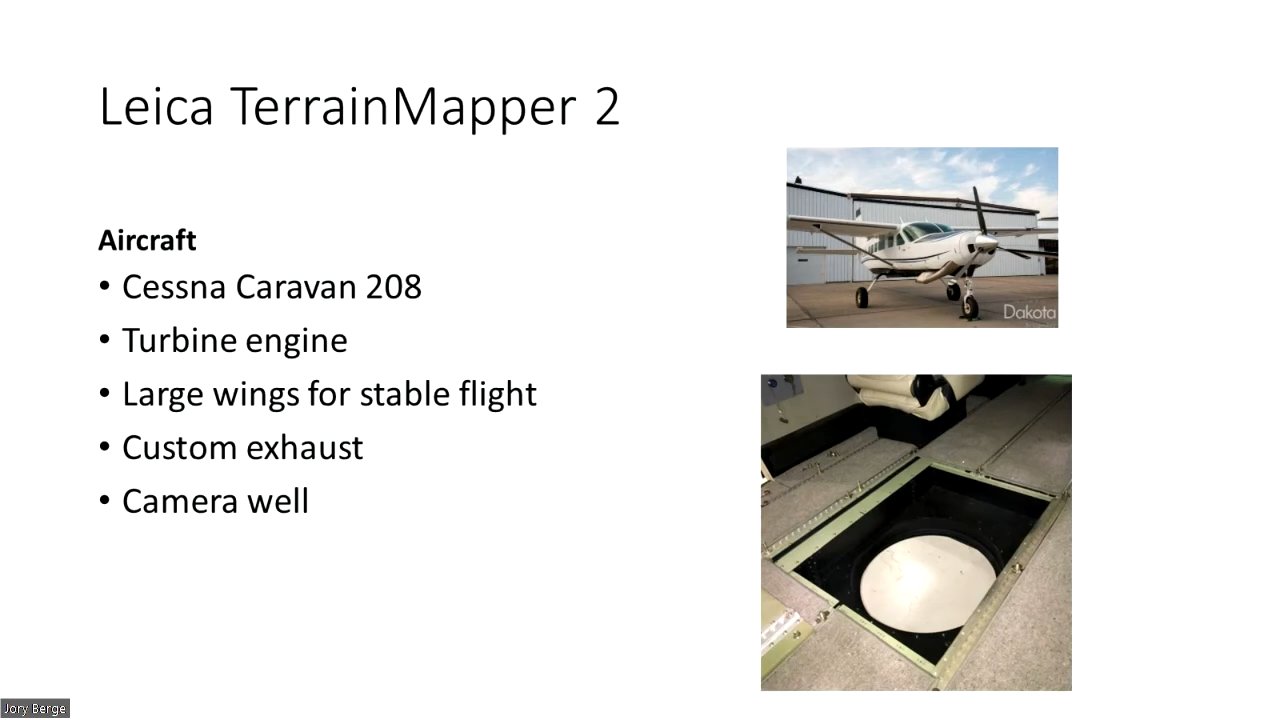 Leica TerrainMapper 2
Aircraft
• Cessna Caravan 208
• Turbine engine
• Large wings for stable flight
• Custom exhaust
• Camera well
Dakota
Jory Berge